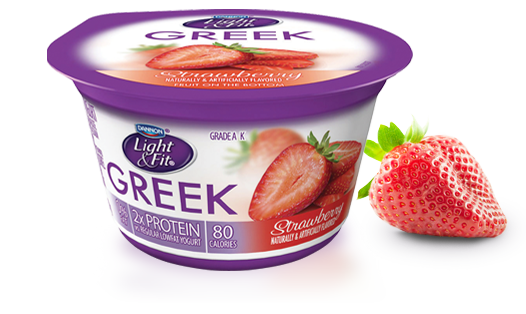 DANNON
Light
& Fit
GREEK
Strawberry
NATURALLY & ARTIFICIALLY FLAVORED
FRUIT ON THE BOTTOM
DANNON
Light
& Fit
GRADE A K
GREEK
2x PROTEIN
VS REGULAR LOWFAT YOGURT
80
CALORIES
Strawberry
NATURALLY & ARTIFICIALLY FLAVORED